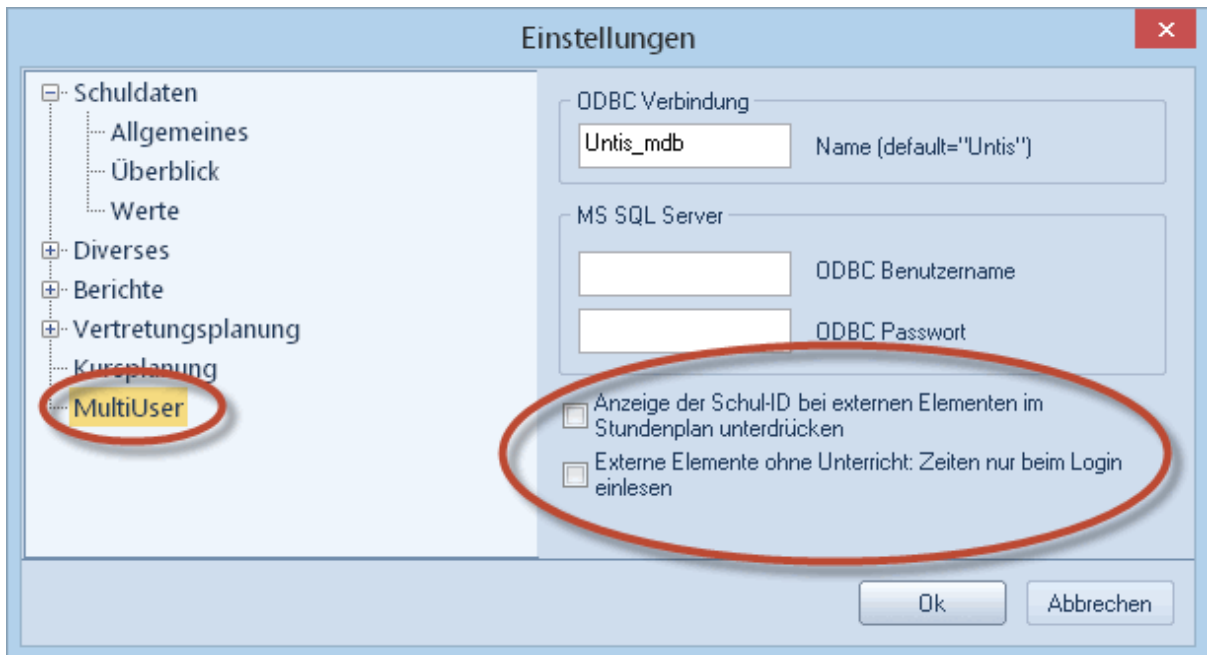 Einstellungen
Schuldaten
Allgemeines
Überblick
Werte
Diverses
Berichte
Vertretungsplanung
Kursplanung
MultiUser
ODBC Verbindung
Untis_mdb
Name (default="Untis")
MS SQL Server
ODBC Benutzername
ODBC Passwort
Anzeige der Schul-ID bei externen Elementen im
Stundenplan unterdrücken
Externe Elemente ohne Unterricht: Zeiten nur beim Login
einlesen
Ok
Abbrechen